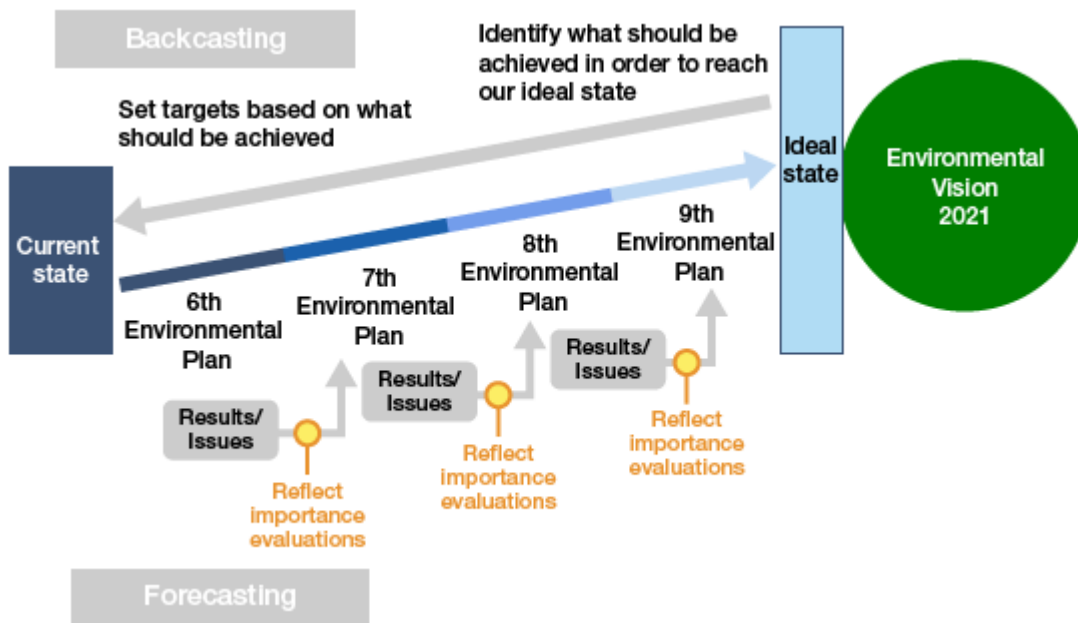 Backcasting
Identify what should be
achieved in order to reach
our ideal state
Set targets based on what
should be achieved
Current
state
Ideal
state
Environmental
Vision
2021
6th
Environmental
Plan
7th
Environmental
Plan
8th
Environmental
Plan
9th
Environmental
Plan
Results/
Issues
Reflect
importance
evaluations
Results/
Issues
Reflect
importance
evaluations
Results/
Issues
Reflect
importance
evaluations
Forecasting